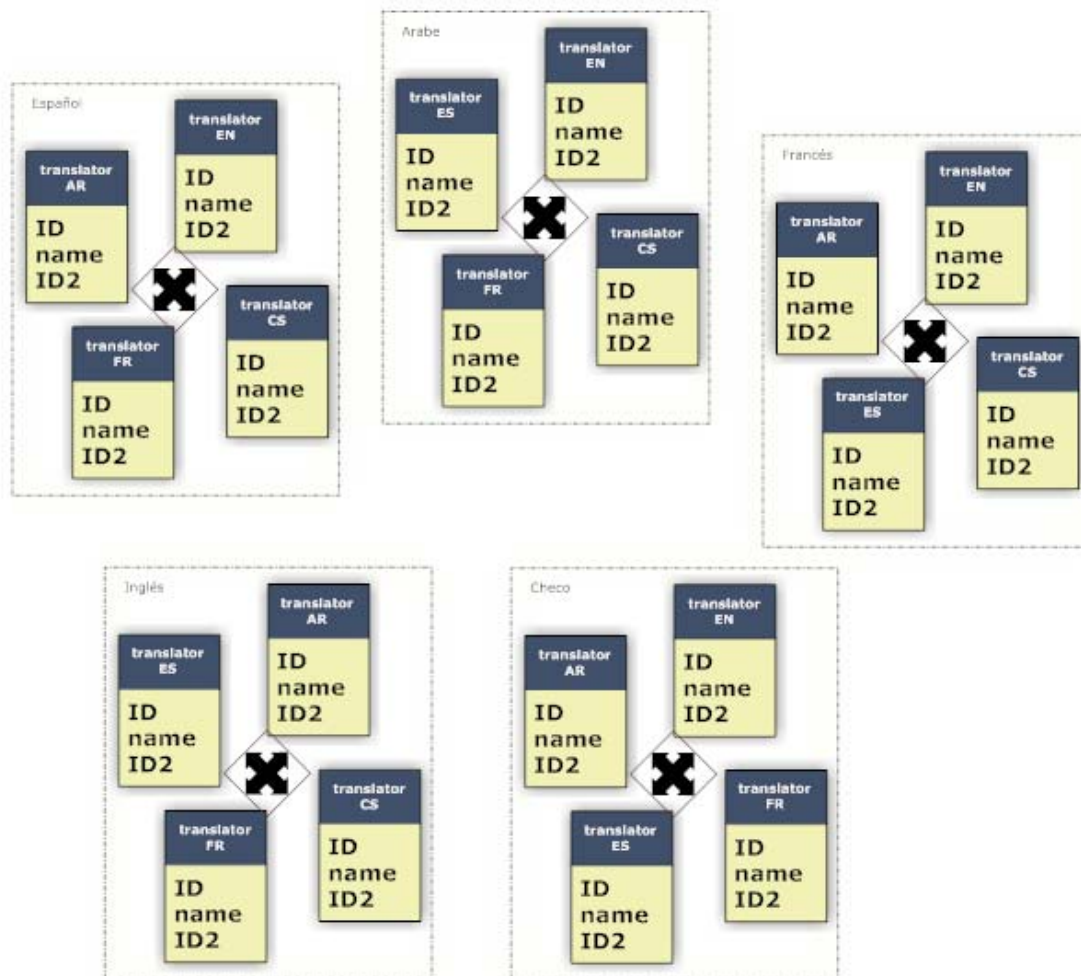 Español
translator
EN
ID
name
ID2
translator
AR
ID
name
ID2
translator
CS
ID
name
ID2
translator
FR
ID
name
ID2
Arabe
translator
EN
ID
name
ID2
translator
ES
ID
name
ID2
translator
CS
ID
name
ID2
translator
FR
ID
name
ID2
Francés
translator
EN
ID
name
ID2
translator
AR
ID
name
ID2
translator
CS
ID
name
ID2
translator
ES
ID
name
ID2
Inglés
translator
AR
ID
name
ID2
translator
ES
ID
name
ID2
translator
CS
ID
name
ID2
translator
FR
ID
name
ID2
Checo
translator
EN
ID
name
ID2
translator
AR
ID
name
ID2
translator
FR
ID
name
ID2
translator
ES
ID
name
ID2